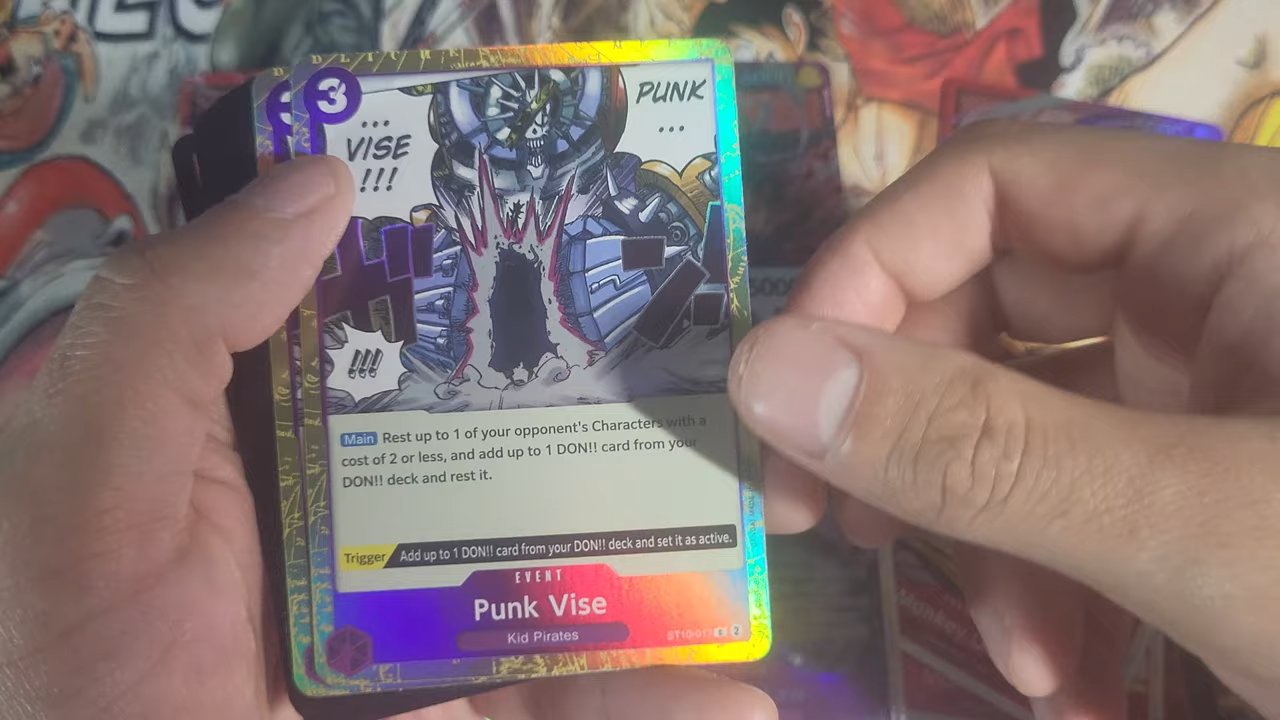 3
PUNK
...
...
VISE
!!!
!!!
Main Rest up to 1 of your opponent's Characters with a
cost of 2 or less, and add up to 1 DON!! card from your
DON!! deck and rest it.
Trigger Add up to 1 DON!! card from your DON!! deck and set it as active.
EVENT
Punk Vise
Kid Pirates
ST10-017 C 2